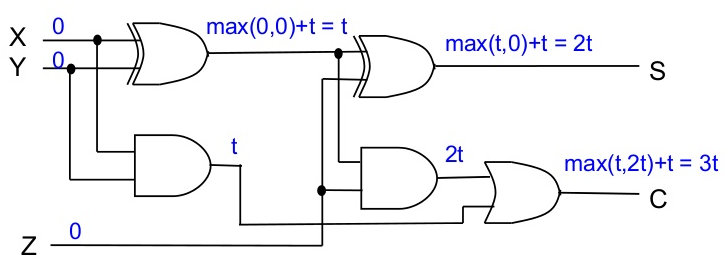 X 0
max(0,0)+t = t
max(t,0)+t = 2t
Y 0
S
t
2t
max(t,2t)+t = 3t
C
Z 0